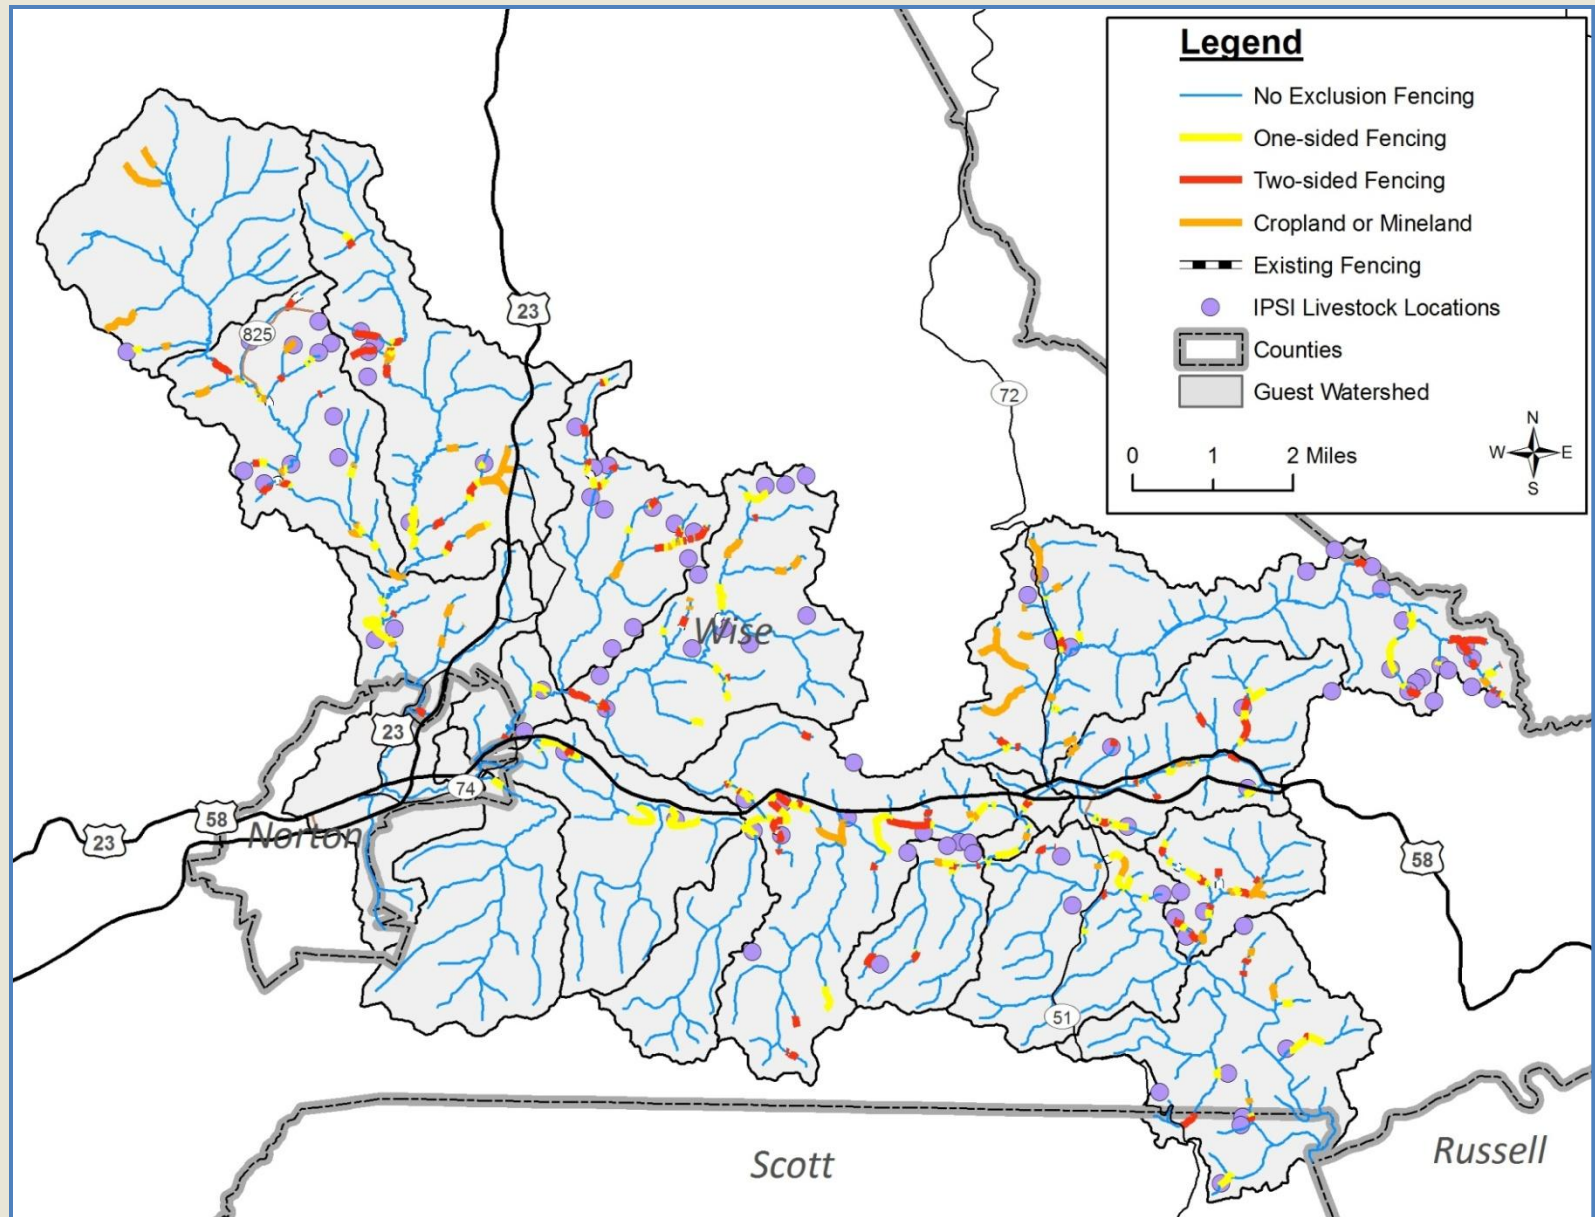 Legend
No Exclusion Fencing
One-sided Fencing
Two-sided Fencing
Cropland or Mineland
Existing Fencing
IPSI Livestock Locations
Counties
Guest Watershed
0 1 2 Miles
N
W E
S
23
825
72
Wise
23
74
58
23
Norton
58
51
Scott
Russell